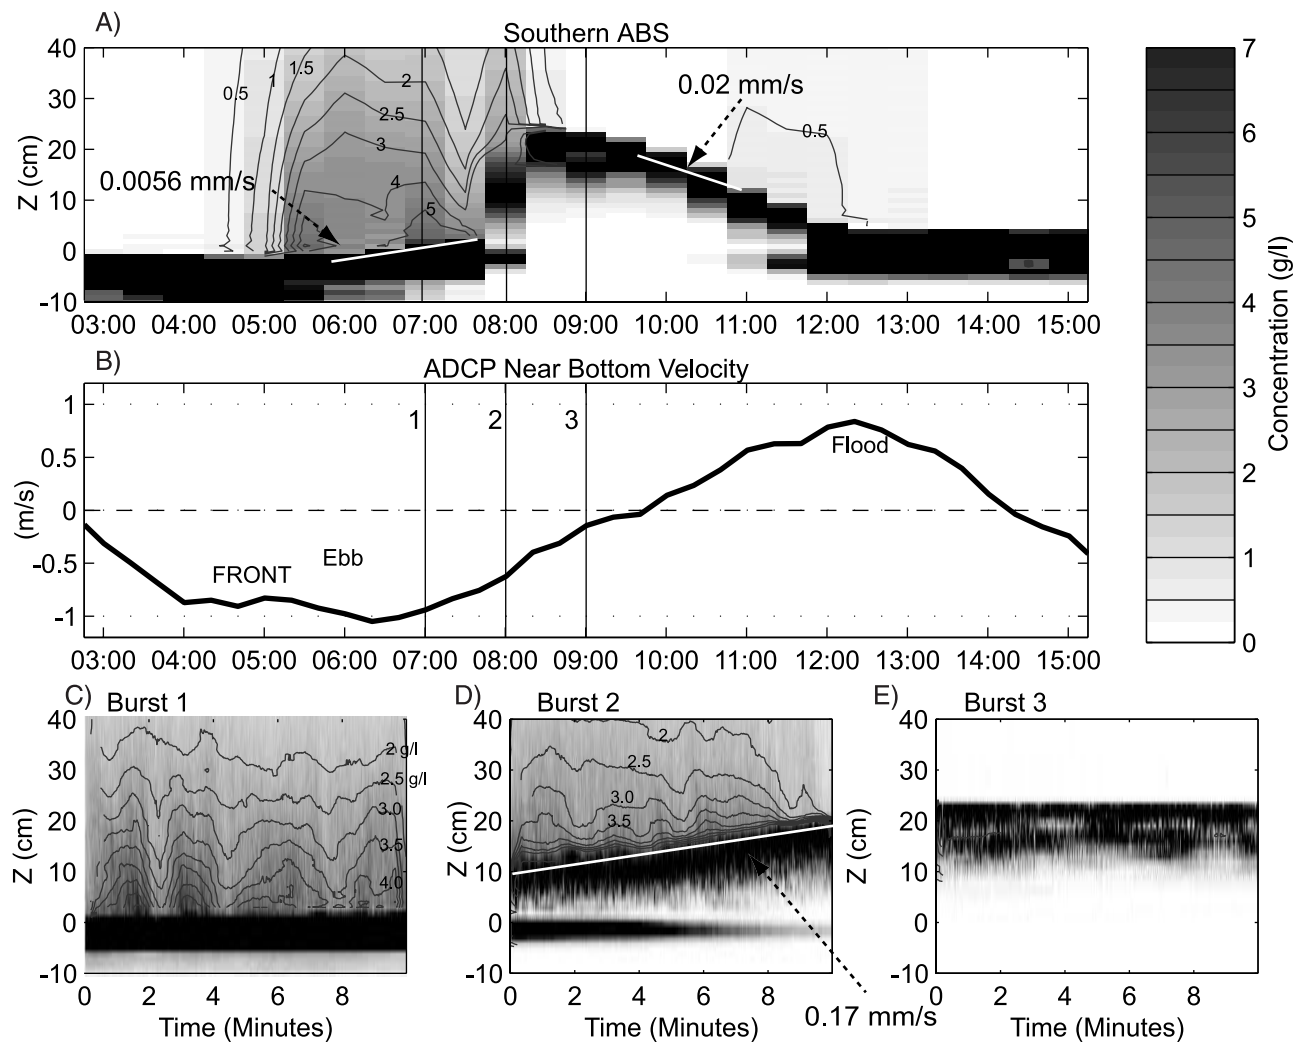 A)
Southern ABS
40
30
20
10
0
-10
Z (cm)
0.5
1
1.5
2
2.5
3
4
5
0.5
0.0056 mm/s
0.02 mm/s
03:00 04:00 05:00 06:00 07:00 08:00 09:00 10:00 11:00 12:00 13:00 14:00 15:00
7
6
5
4
3
2
1
0
Concentration (g/l)
B)
ADCP Near Bottom Velocity
1
0.5
0
-0.5
-1
(m/s)
1 2 3
FRONT
Ebb
Flood
03:00 04:00 05:00 06:00 07:00 08:00 09:00 10:00 11:00 12:00 13:00 14:00 15:00
C) Burst 1
40
30
20
10
0
-10
Z (cm)
2 g/l
2.5 g/l
3.0
3.5
4.0
0 2 4 6 8
Time (Minutes)
D) Burst 2
40
30
20
10
0
-10
Z (cm)
2
2.5
3.0
3.5
0 2 4 6 8
Time (Minutes)
0.17 mm/s
E) Burst 3
40
30
20
10
0
-10
Z (cm)
0 2 4 6 8
Time (Minutes)